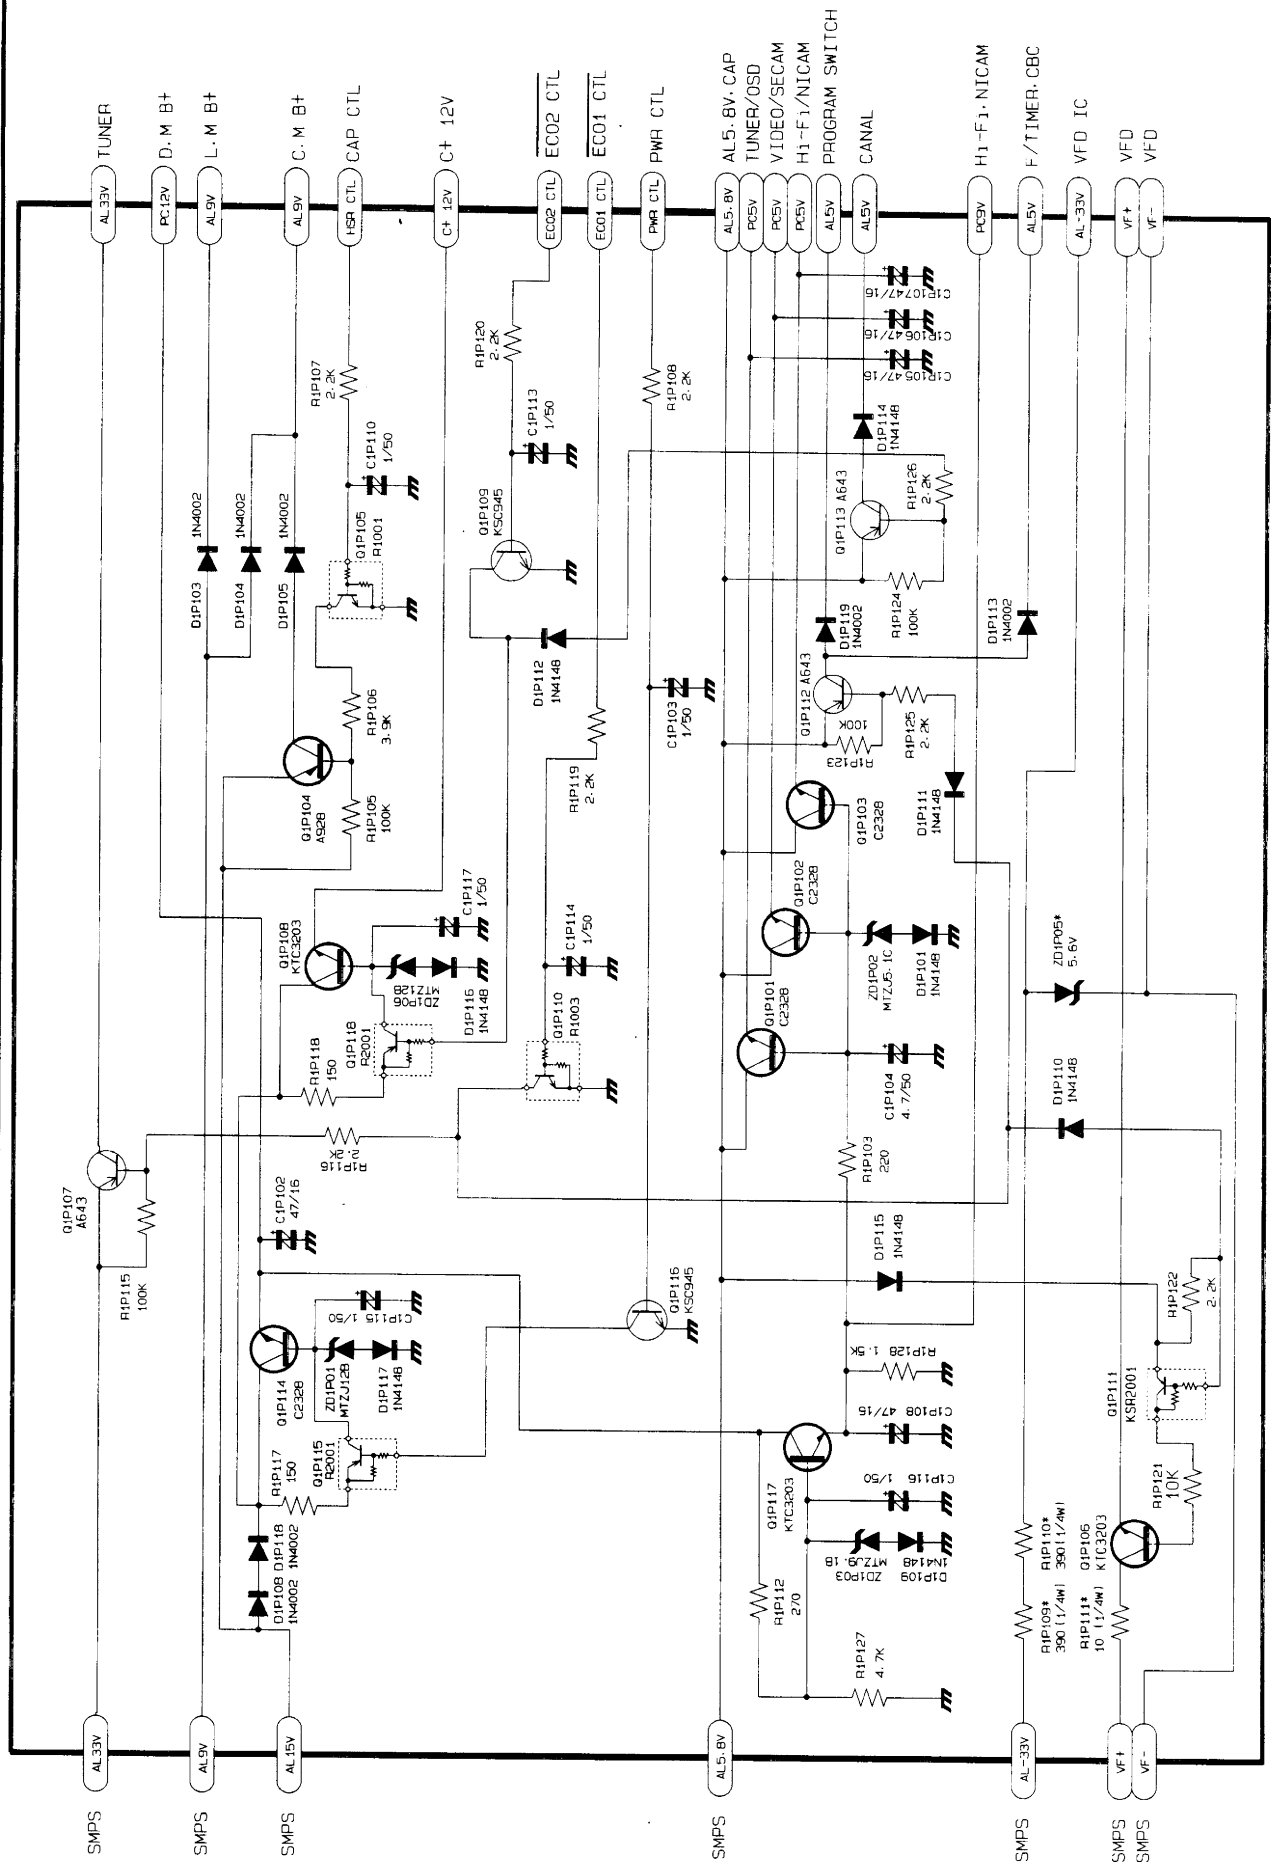 AL33V
TUNER
PC12V
D.M B+
AL9V
L.M B+
AL9V
C.M B+
HSR CTL
CAP CTL
C+ 12V
C+ 12V
ECO2 CTL
ECO2 CTL
ECO1 CTL
ECO1 CTL
PWR CTL
PWR CTL
AL5.8V
AL5.8V.CAP
PC5V
TUNER/OSD
PC5V
VIDEO/SECAM
PC5V
Hi-Fi/NICAM
AL5V
PROGRAM SWITCH
AL5V
CANAL
PC9V
Hi-Fi.NICAM
AL5V
F/TIMER.CBC
AL-33V
VFD IC
VF+
VFD
VF-
VFD
SMPS
AL33V
SMPS
AL9V
SMPS
AL15V
SMPS
AL5.8V
SMPS
AL-33V
SMPS
VF+
SMPS
VF-
Q1P107
A643
R1P115
100K
R1P116
2.2K
D1P103
1N4002
D1P104
1N4002
D1P105
1N4002
Q1P104
A928
R1P105
100K
R1P106
3.9K
Q1P105
R1001
C1P110
1/50
R1P107
2.2K
Q1P108
KTC3203
C1P117
1/50
ZD1P06
MTZ12B
D1P116
1N4148
Q1P118
R2001
R1P118
150
C1P102
47/16
Q1P114
C2328
C1P115 1/50
ZD1P01
MTZJ12B
D1P117
1N4148
Q1P115
R2001
R1P117
150
D1P108
1N4002
D1P118
1N4002
R1P120
2.2K
C1P113
1/50
Q1P109
KSC945
D1P112
1N4148
R1P119
2.2K
C1P114
1/50
Q1P110
R1003
R1P108
2.2K
C1P103
1/50
Q1P116
KSC945
C1P107 47/16
C1P106 47/16
C1P105 47/16
D1P114
1N4148
Q1P113 A643
R1P126
2.2K
R1P124
100K
D1P119
1N4002
D1P113
1N4002
Q1P112 A643
R1P123
100K
R1P125
2.2K
D1P111
1N4148
Q1P103
C2328
Q1P102
C2328
Q1P101
C2328
ZD1P02
MTZJ5.1C
D1P101
1N4148
C1P104
4.7/50
R1P103
220
D1P115
1N4148
R1P128 1.5K
C1P108 47/16
C1P116 1/50
Q1P117
KTC3203
ZD1P03
MTZJ9.1B
D1P109
1N4148
R1P112
270
R1P127
4.7K
ZD1P05*
5.6V
D1P110
1N4148
R1P122
2.2K
Q1P111
KSR2001
R1P121
10K
Q1P106
KTC3203
R1P109*
390(1/4W)
R1P110*
390(1/4W)
R1P111*
10 (1/4W)